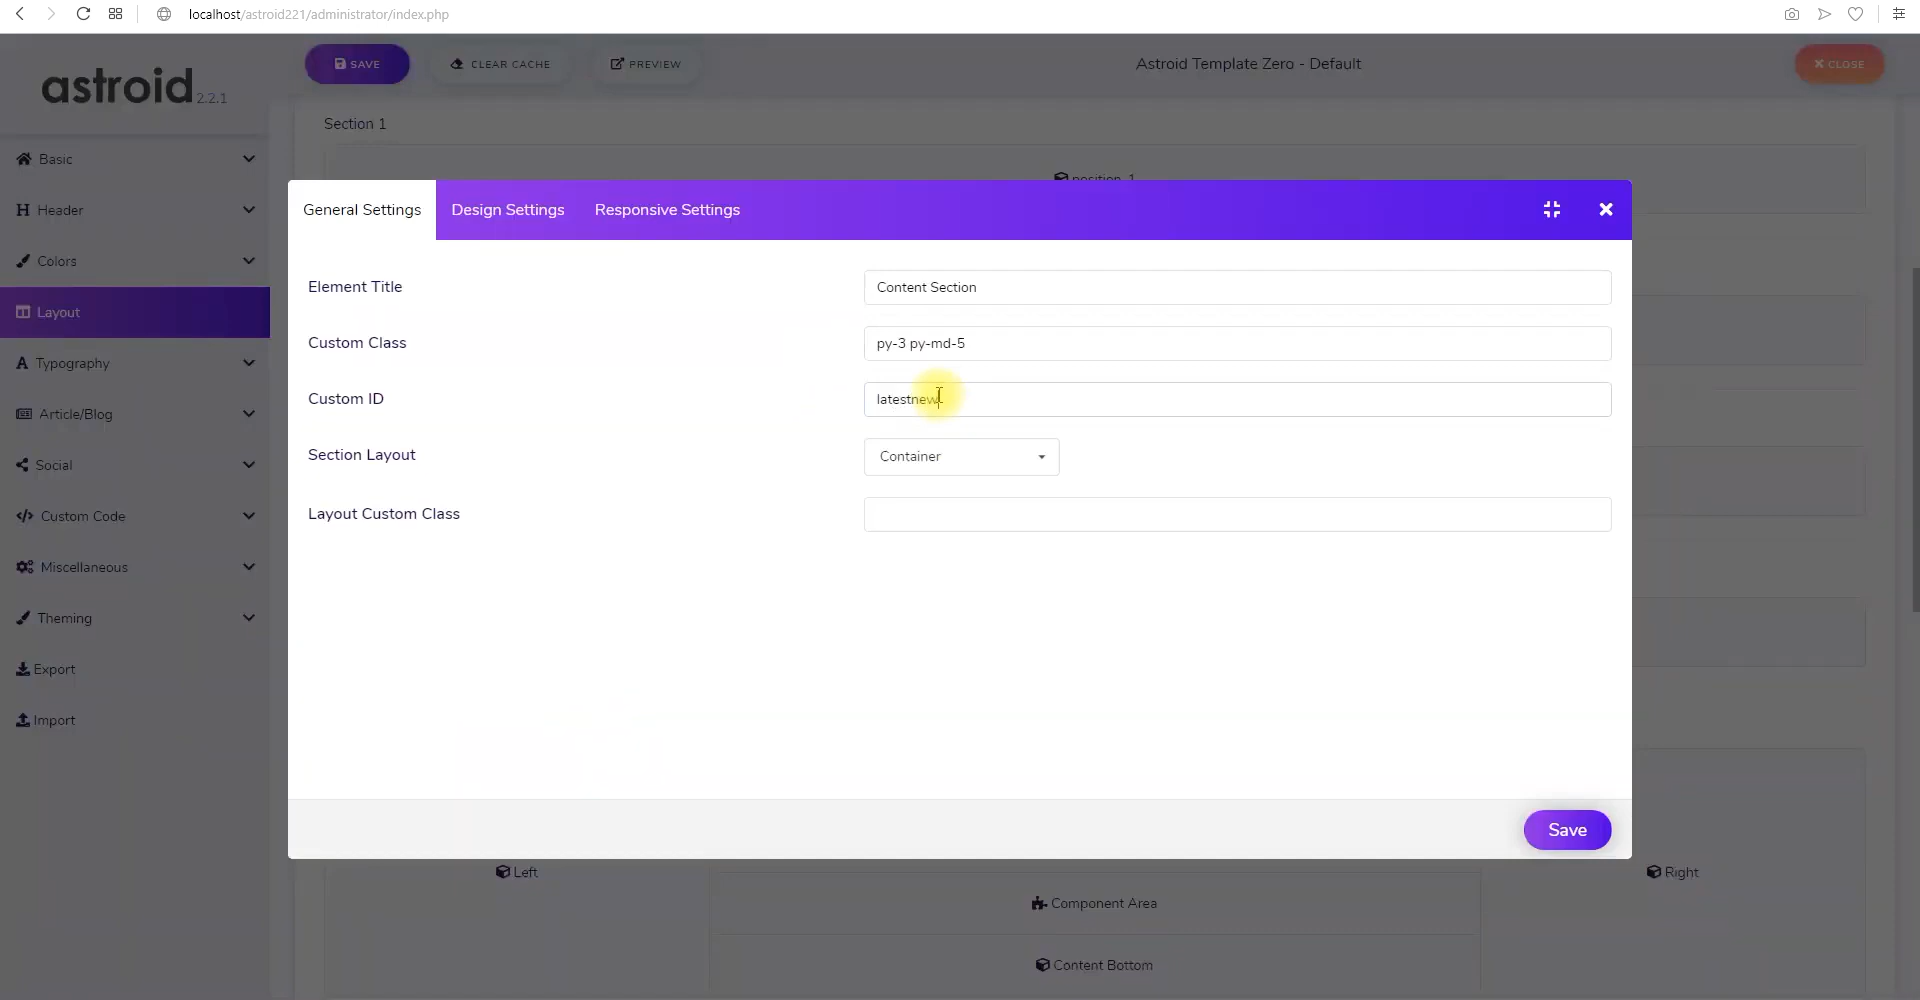 localhost/astroid221/administrator/index.php
astroid 2.2.1
SAVE
CLEAR CACHE
PREVIEW
Astroid Template Zero - Default
CLOSE
Basic
Header
Colors
Layout
Typography
Article/Blog
Social
Custom Code
Miscellaneous
Theming
Export
Import
Section 1
position-1
General Settings
Design Settings
Responsive Settings
Element Title
Content Section
Custom Class
py-3 py-md-5
Custom ID
latestnew
Section Layout
Container
Layout Custom Class
Save
Left
Component Area
Content Bottom
Right